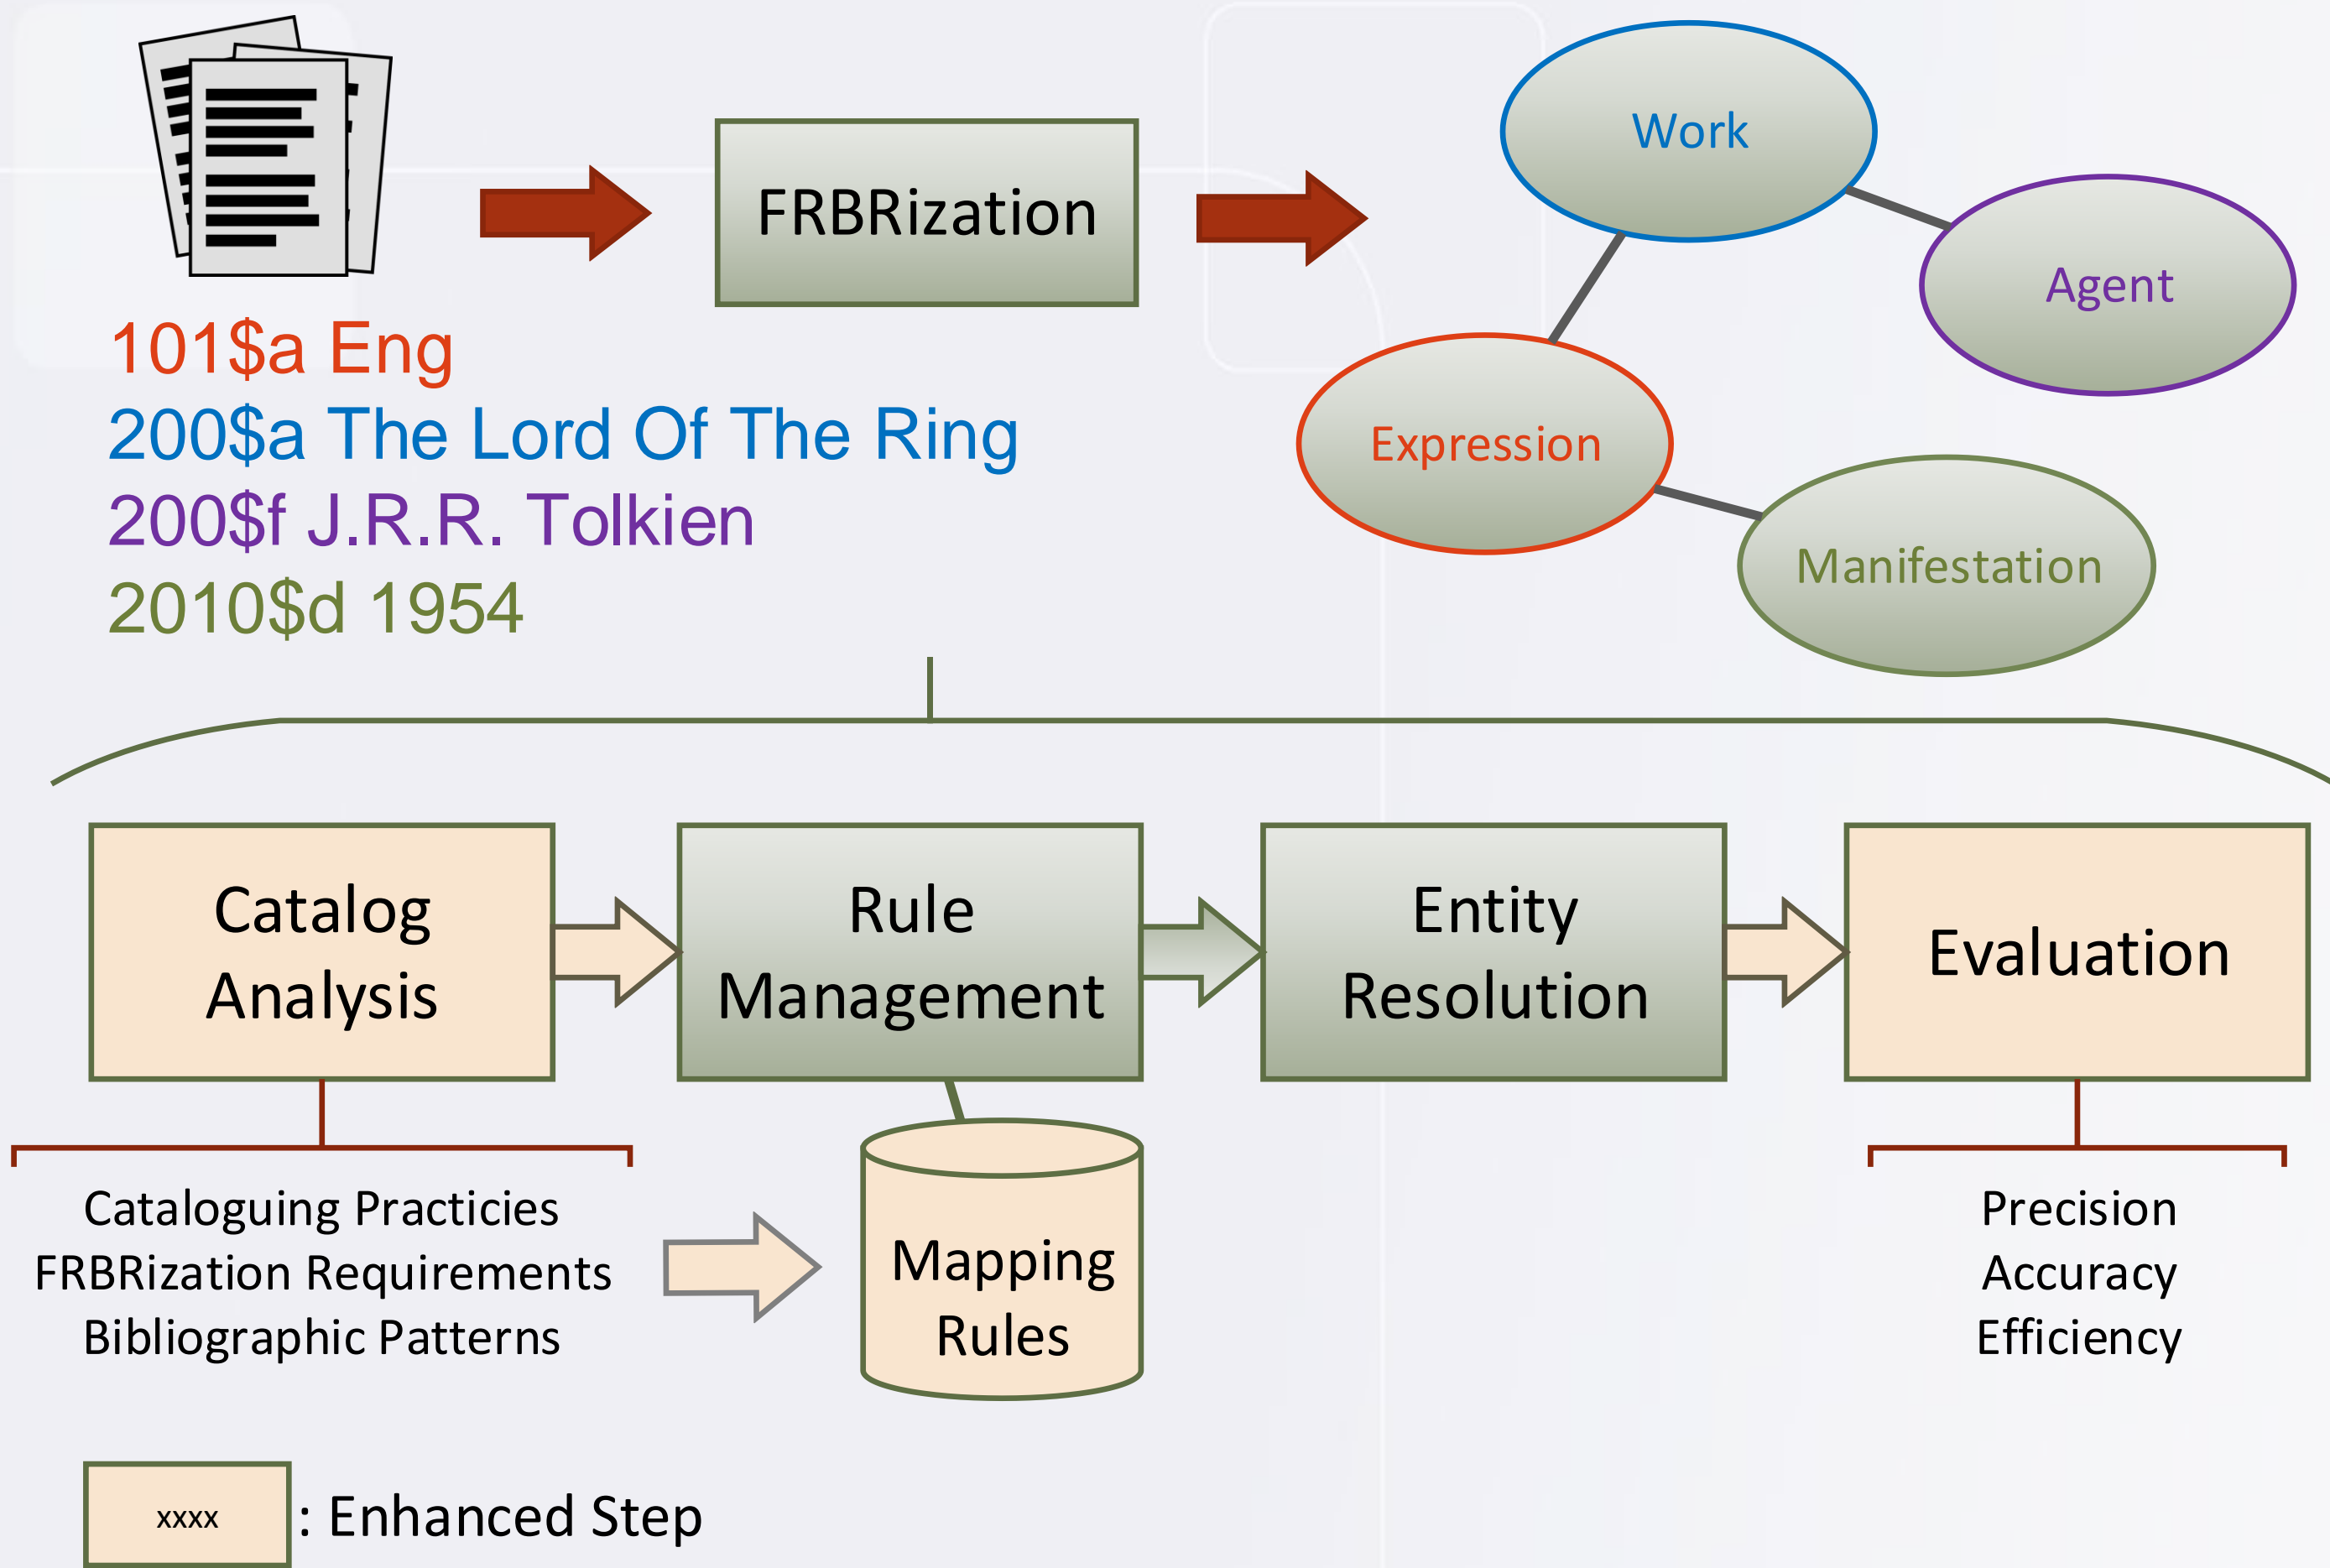 FRBRization
Work
Agent
Expression
Manifestation
101$a Eng
200$a The Lord Of The Ring
200$f J.R.R. Tolkien
2010$d 1954
Catalog
Analysis
Rule
Management
Entity
Resolution
Evaluation
Cataloguing Practicies
FRBRization Requirements
Bibliographic Patterns
Mapping
Rules
Precision
Accuracy
Efficiency
xxxx
: Enhanced Step